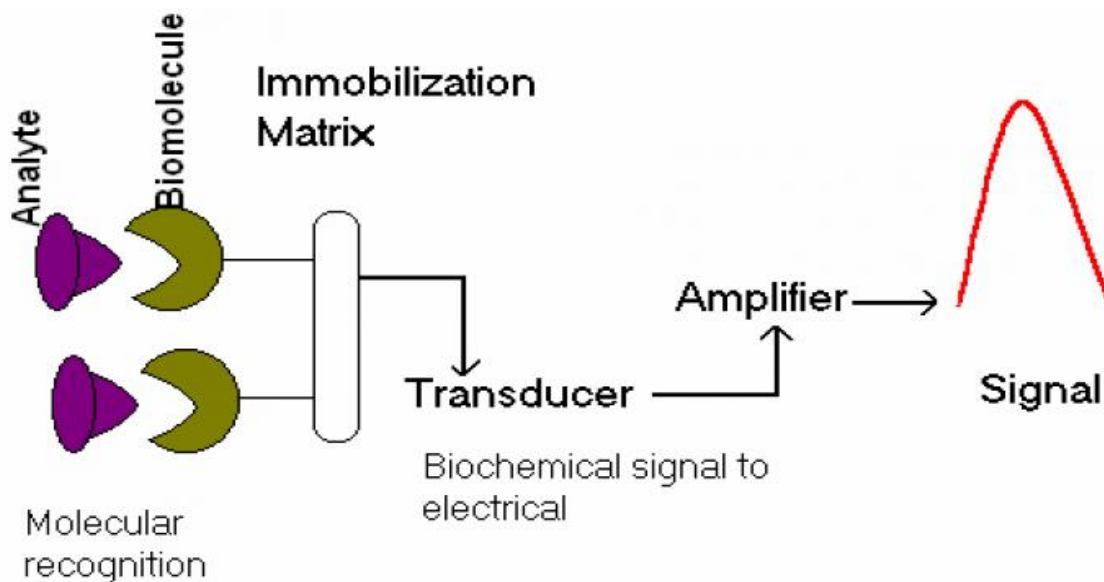 Analyte
Biomolecule
Immobilization
Matrix
Amplifier
Transducer
Signal
Biochemical signal to
electrical
Molecular
recognition